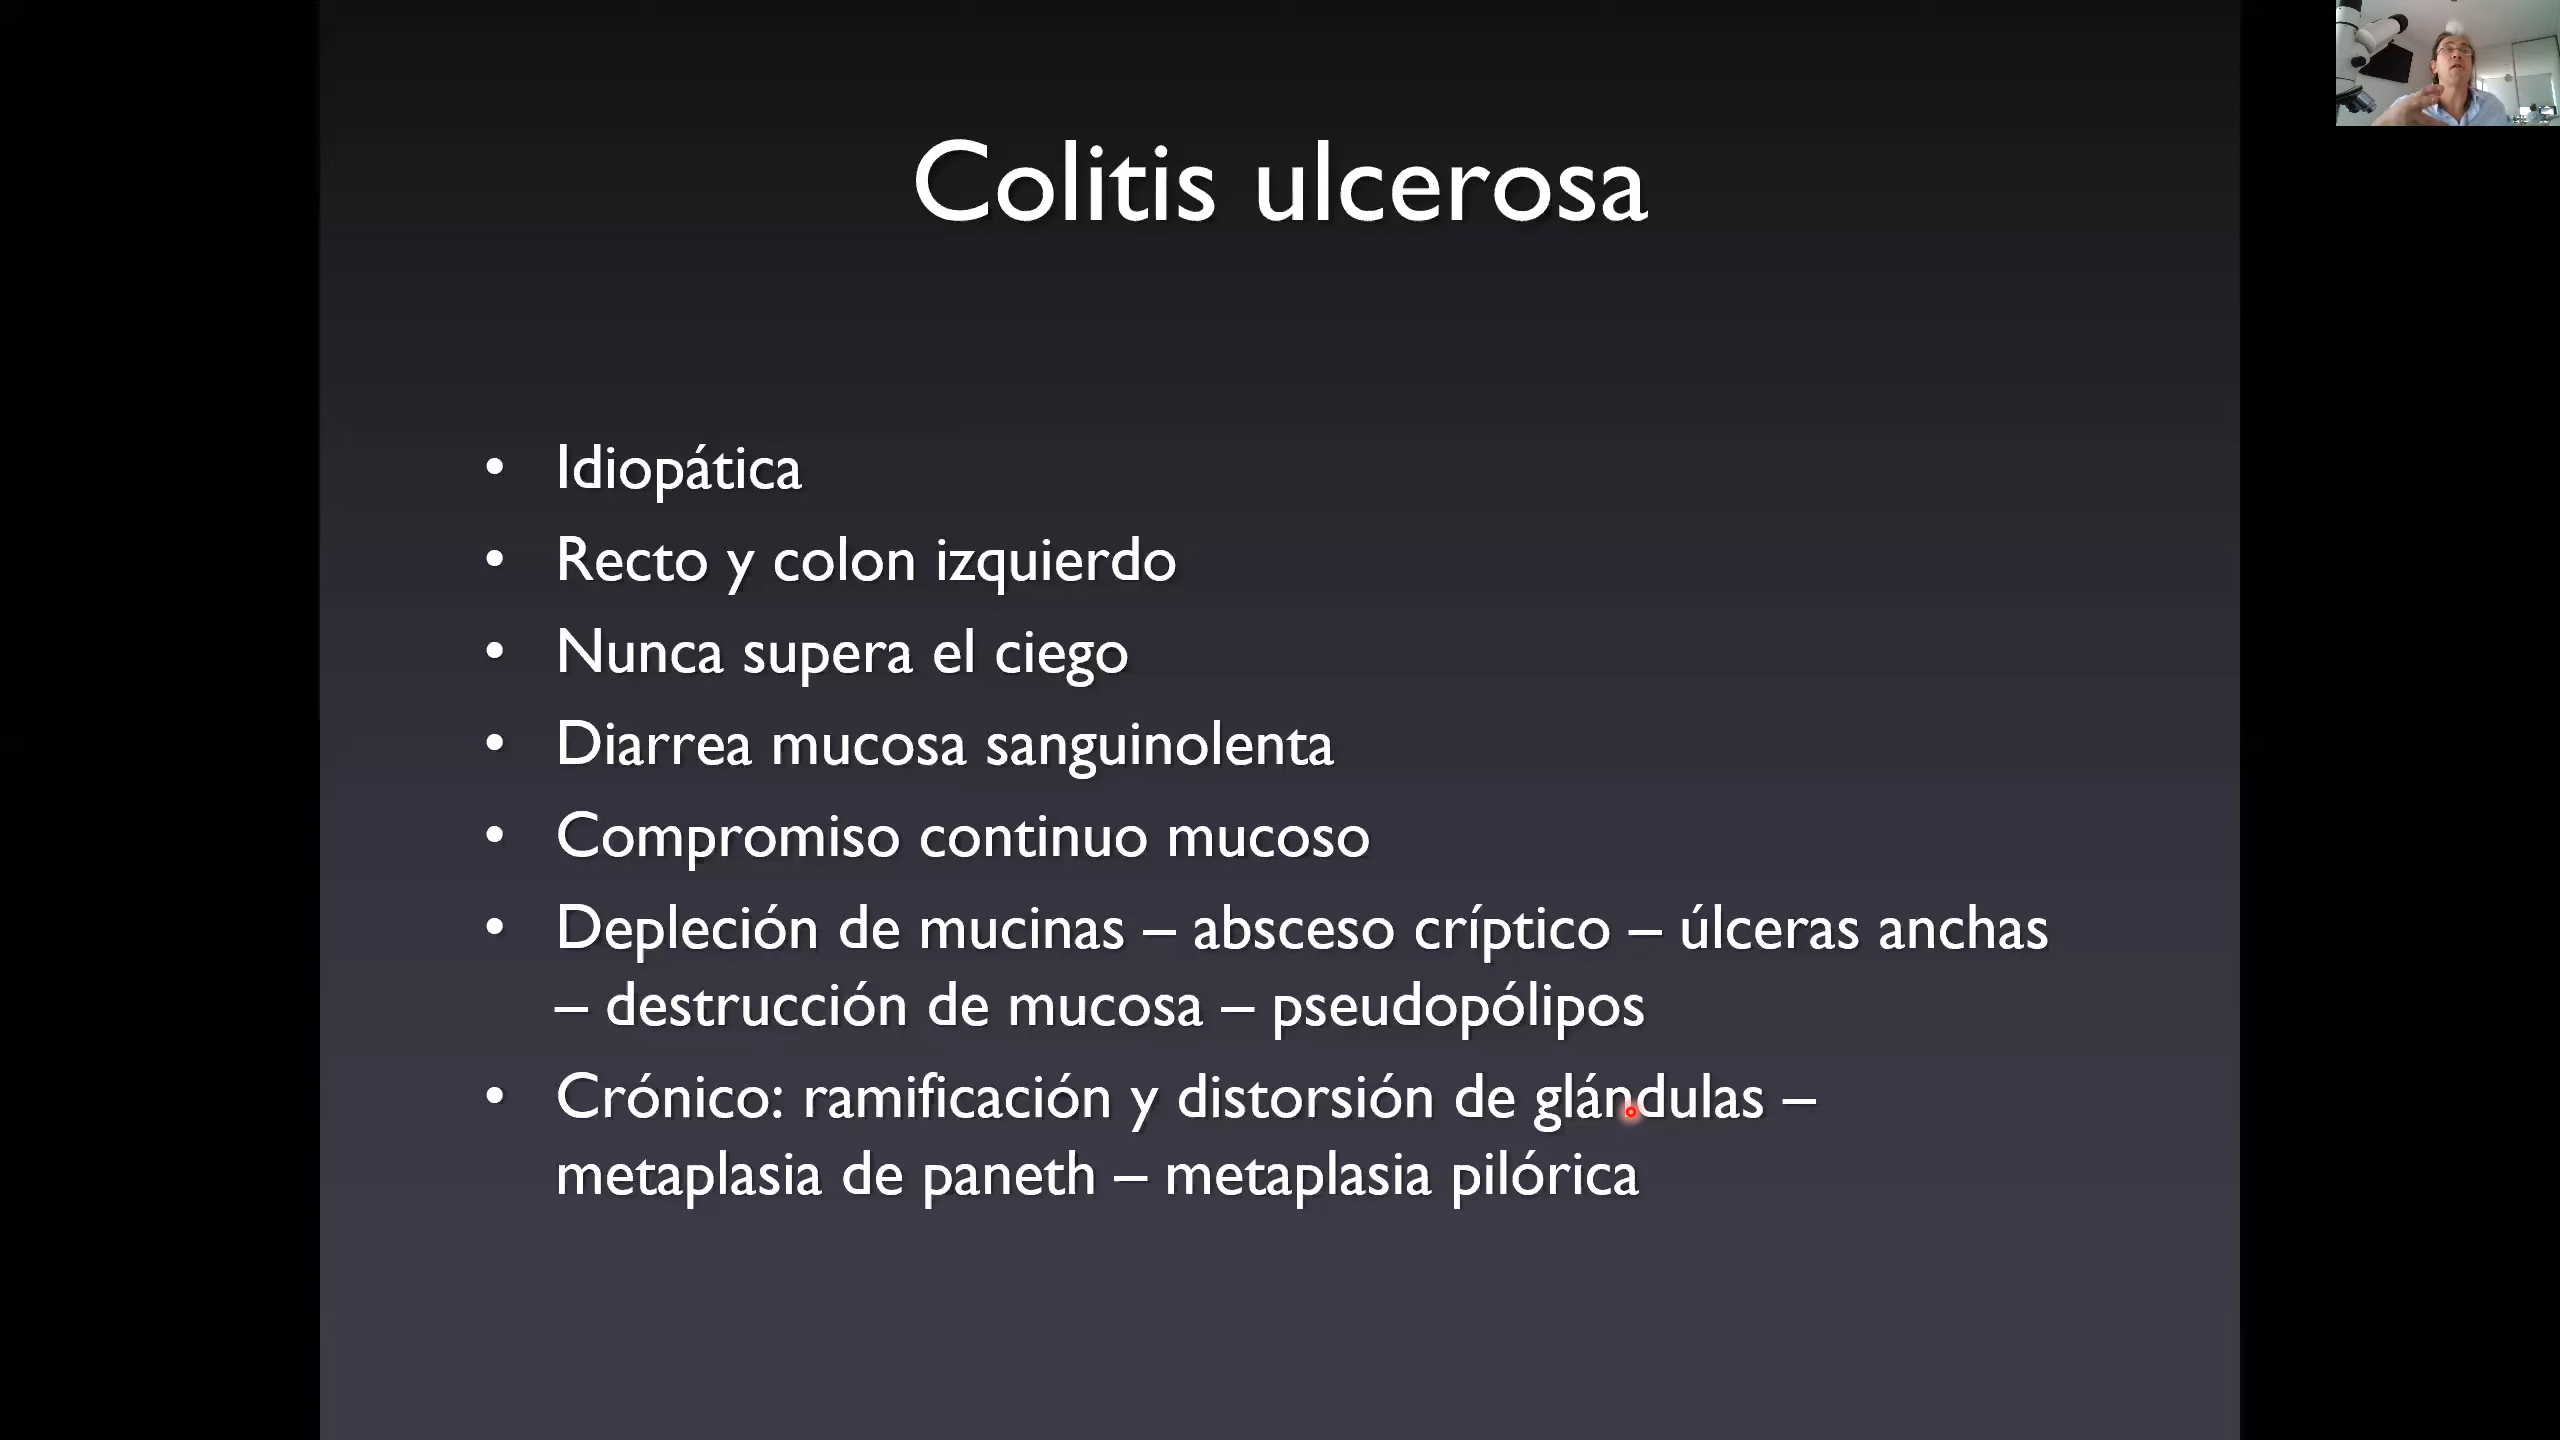 Colitis ulcerosa
• Idiopática
• Recto y colon izquierdo
• Nunca supera el ciego
• Diarrea mucosa sanguinolenta
• Compromiso continuo mucoso
• Depleción de mucinas – absceso críptico – úlceras anchas
– destrucción de mucosa – pseudopólipos
• Crónico: ramificación y distorsión de glándulas –
metaplasia de paneth – metaplasia pilórica